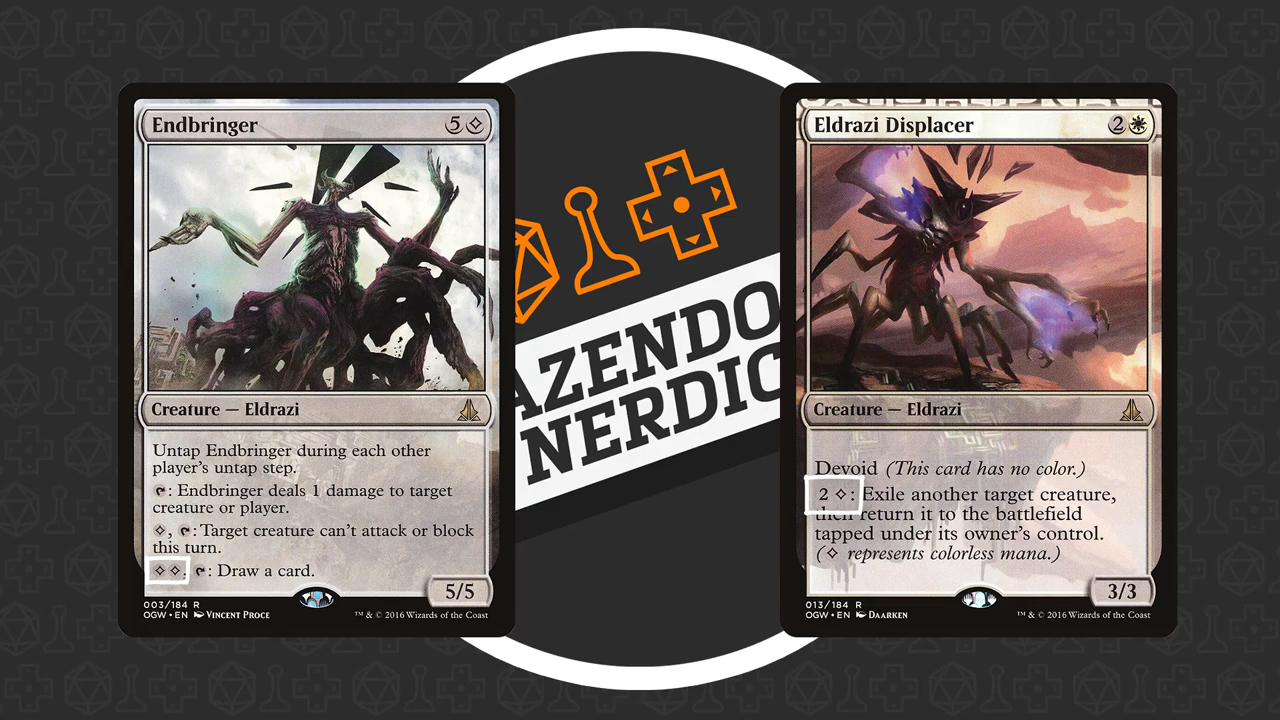 Endbringer 5
Creature — Eldrazi
Untap Endbringer during each other
player's untap step.
: Endbringer deals 1 damage to target
creature or player.
, : Target creature can't attack or block
this turn.
, : Draw a card.
5/5
003/184 R
OGW • EN Vincent Proce
™ & © 2016 Wizards of the Coast
AZENDO
NERDIC
Eldrazi Displacer 2
Creature — Eldrazi
Devoid (This card has no color.)
2 : Exile another target creature,
then return it to the battlefield
tapped under its owner's control.
( represents colorless mana.)
3/3
013/184 R
OGW • EN Daarken
™ & © 2016 Wizards of the Coast